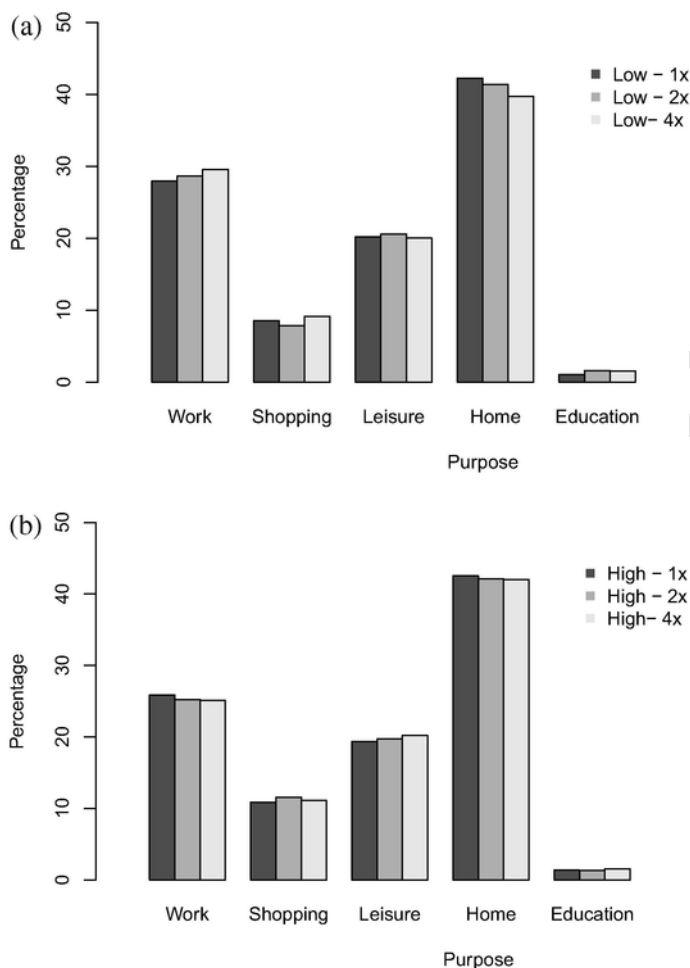 (a)
50
40
30
20
10
0
Percentage
Low – 1x
Low – 2x
Low– 4x
Work Shopping Leisure Home Education
Purpose
(b)
50
40
30
20
10
0
Percentage
High – 1x
High – 2x
High– 4x
Work Shopping Leisure Home Education
Purpose